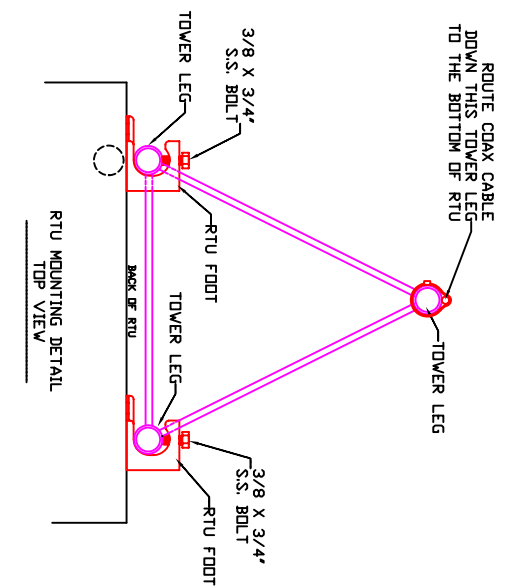 ROUTE COAX CABLE
DOWN THIS TOWER LEG
TO THE BOTTOM OF RTU
TOWER LEG
3/8 X 3/4"
S.S. BOLT
TOWER LEG
RTU FOOT
TOWER LEG
3/8 X 3/4"
S.S. BOLT
RTU FOOT
BACK OF RTU
RTU MOUNTING DETAIL
TOP VIEW